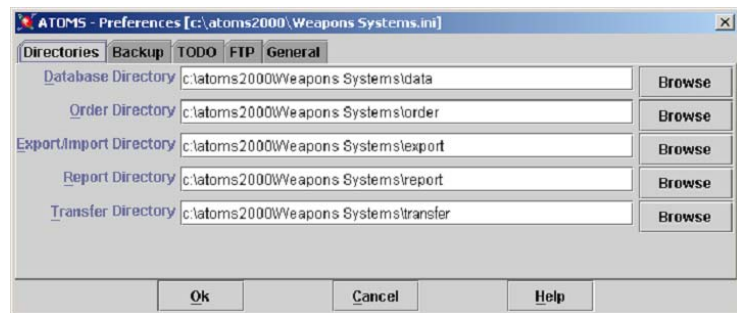 ATOMS - Preferences [c:\atoms2000\Weapons Systems.ini]
Directories Backup TODO FTP General
Database Directory c:\atoms2000\Weapons Systems\data Browse
Order Directory c:\atoms2000\Weapons Systems\order Browse
Export/Import Directory c:\atoms2000\Weapons Systems\export Browse
Report Directory c:\atoms2000\Weapons Systems\report Browse
Transfer Directory c:\atoms2000\Weapons Systems\transfer Browse
Ok Cancel Help